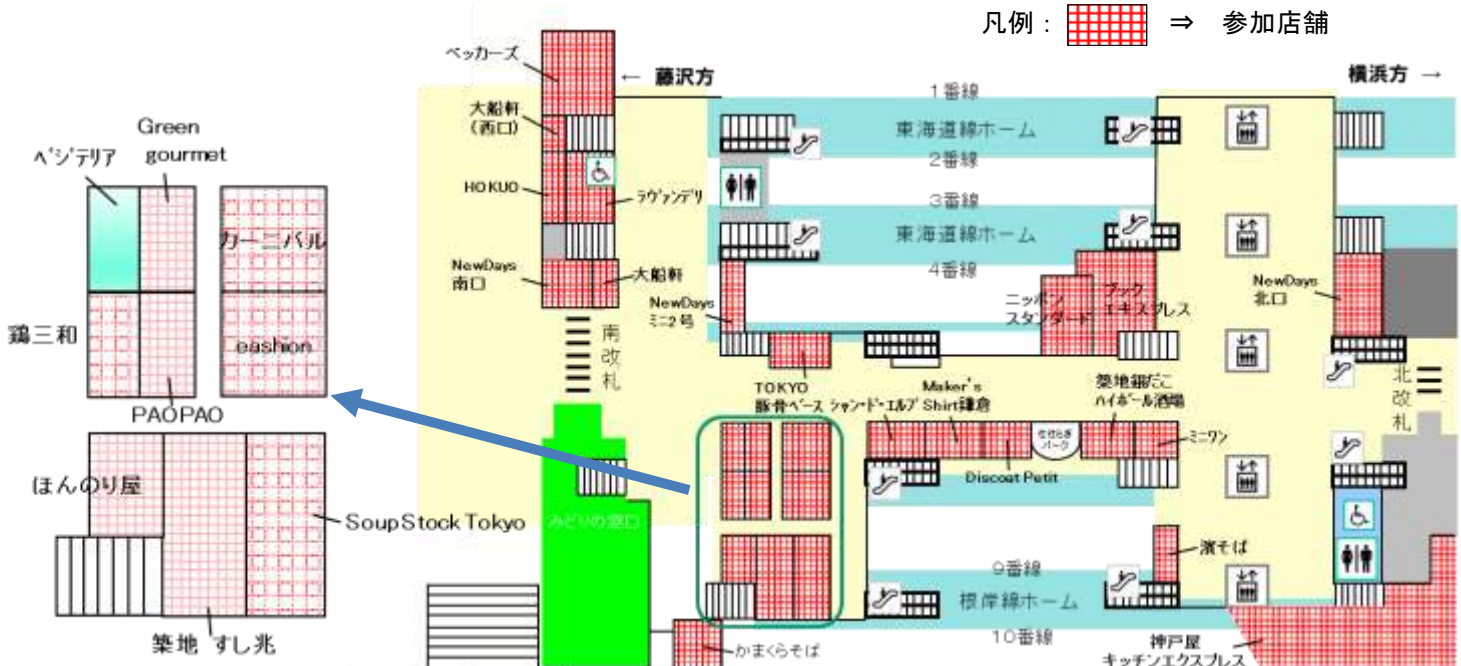 凡例： ⇒ 参加店舗
← 藤沢方
横浜方 →
ベッカーズ
大船軒
(西口)
HOKUO
ラヴァンデリ
NewDays
南口
大船軒
南改札
1番線
東海道線ホーム
2番線
3番線
東海道線ホーム
4番線
NewDays
ミニ2号
ニッポン
スタンダード
ブック
エキスプレス
NewDays
北口
北改札
TOKYO
豚骨ベース
シャンドエルブ
Maker's
Shirt鎌倉
築地銀だこ
ハイボール酒場
せせらぎ
パーク
ミニワン
Discoat Petit
みどりの窓口
濱そば
9番線
根岸線ホーム
10番線
かまくらそば
神戸屋
キッチンエクスプレス
Green
gourmet
ベジテリア
カーニバル
鶏三和
eashion
PAOPAO
ほんのり屋
SoupStockTokyo
築地 すし兆